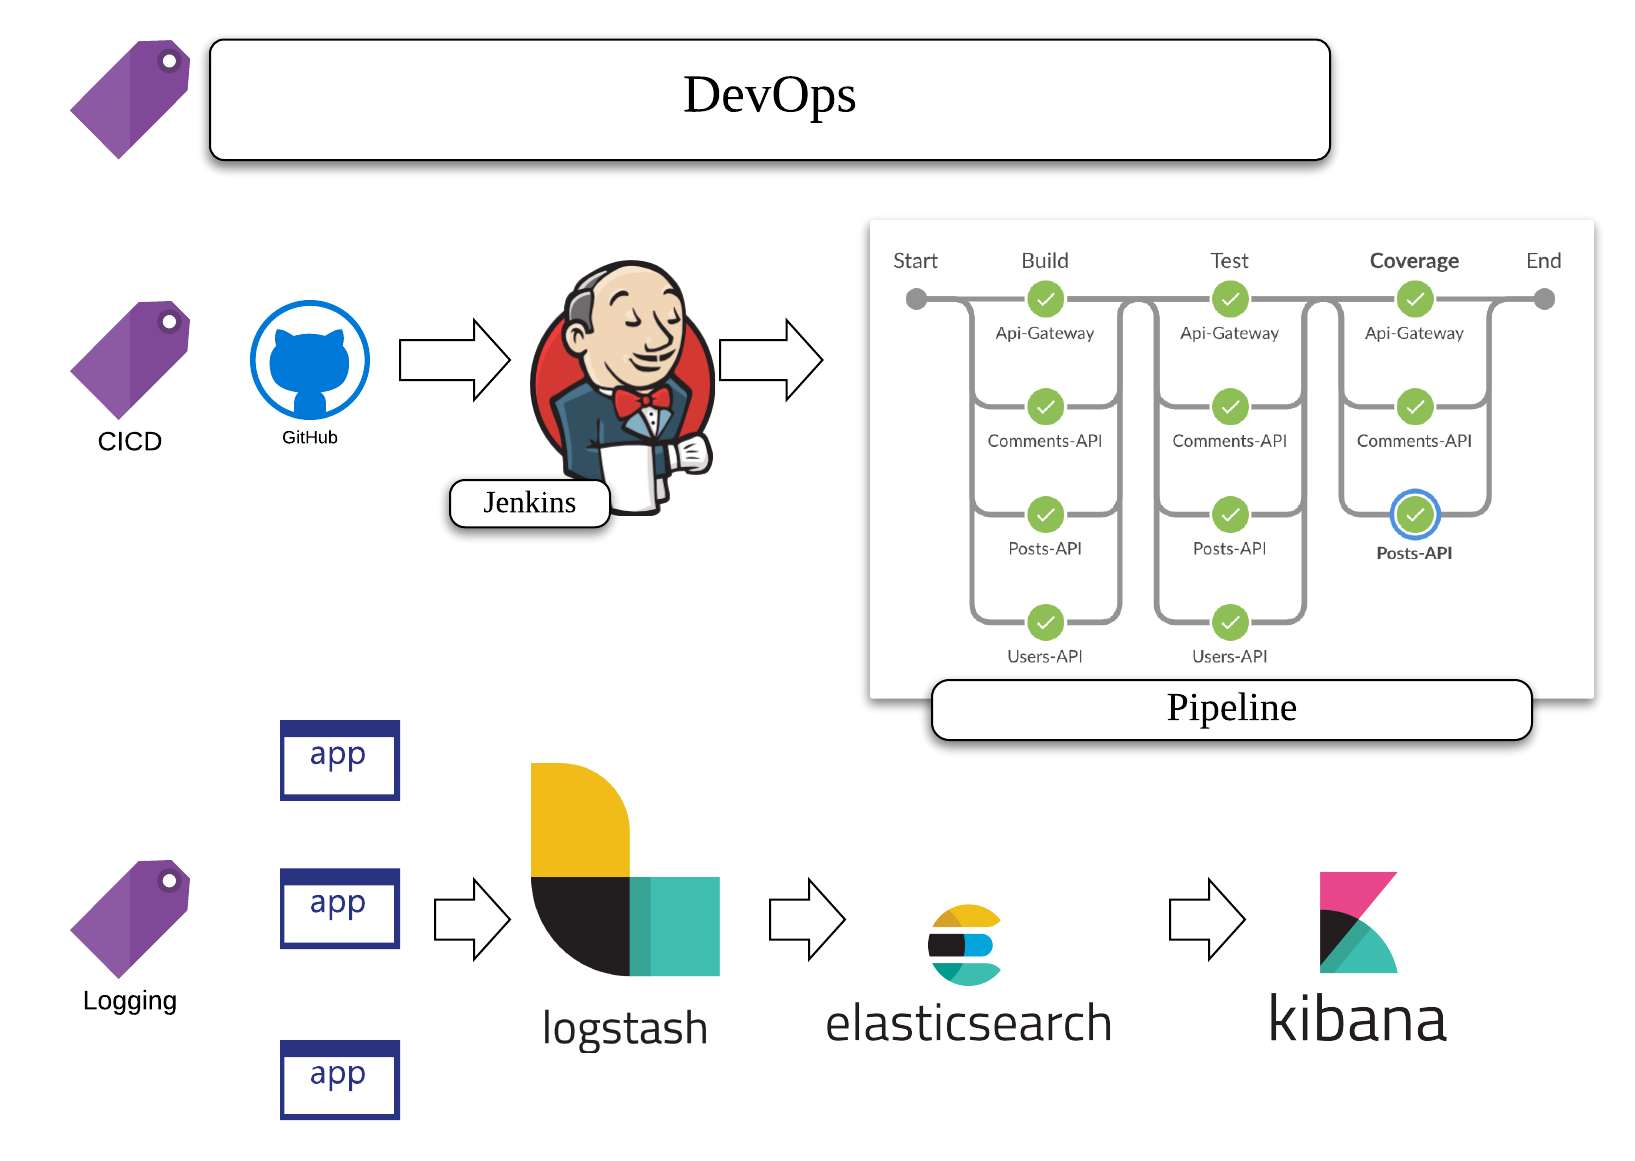 DevOps
Start Build Test Coverage End
Api-Gateway Api-Gateway Api-Gateway
CICD
GitHub
Comments-API Comments-API Comments-API
Jenkins
Posts-API Posts-API Posts-API
Users-API Users-API
Pipeline
app
app
app
Logging
logstash
elasticsearch
kibana